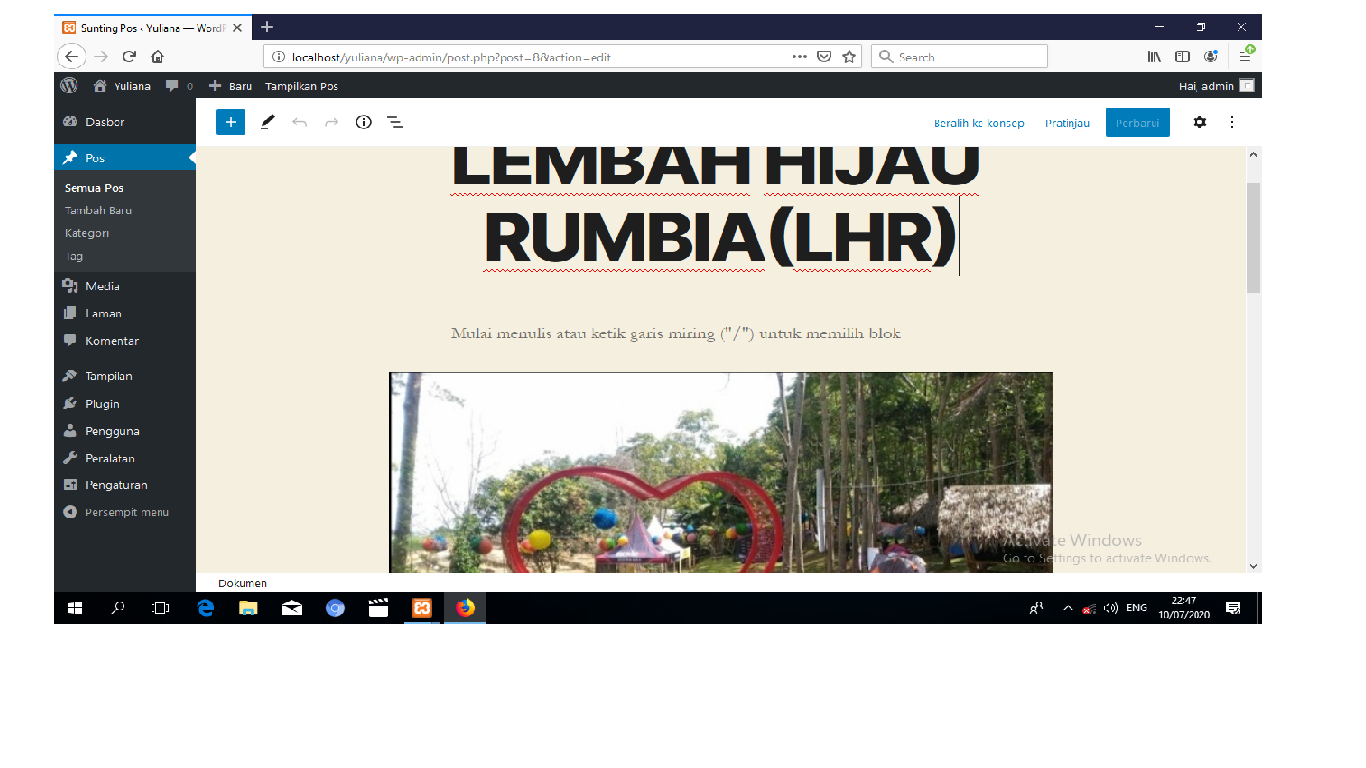 Sunting Pos ‹ Yuliana — WordP
localhost/yuliana/wp-admin/post.php?post=8&action=edit
Search
Yuliana 0 Baru Tampilkan Pos
Hai, admin
Dasbor
Beralih ke konsep Pratinjau Perbarui
Pos
Semua Pos
Tambah Baru
Kategori
Tag
Media
Laman
Komentar
Tampilan
Plugin
Pengguna
Peralatan
Pengaturan
Persempit menu
LEMBAH HIJAU
RUMBIA (LHR)
Mulai menulis atau ketik garis miring ("/") untuk memilih blok
Activate Windows
Go to Settings to activate Windows.
Dokumen
ENG
22:47
10/07/2020